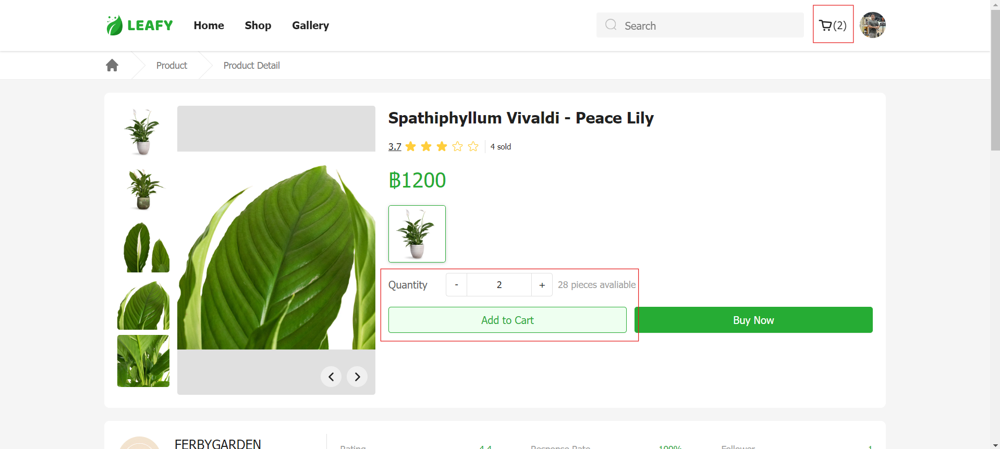 LEAFY Home Shop Gallery Search (2)
Product Product Detail
Spathiphyllum Vivaldi - Peace Lily
3.7 4 sold
฿1200
Quantity - 2 + 28 pieces avaliable
Add to Cart Buy Now
FERBYGARDEN
Rating 4.4 Response Rate 100% Follower 1